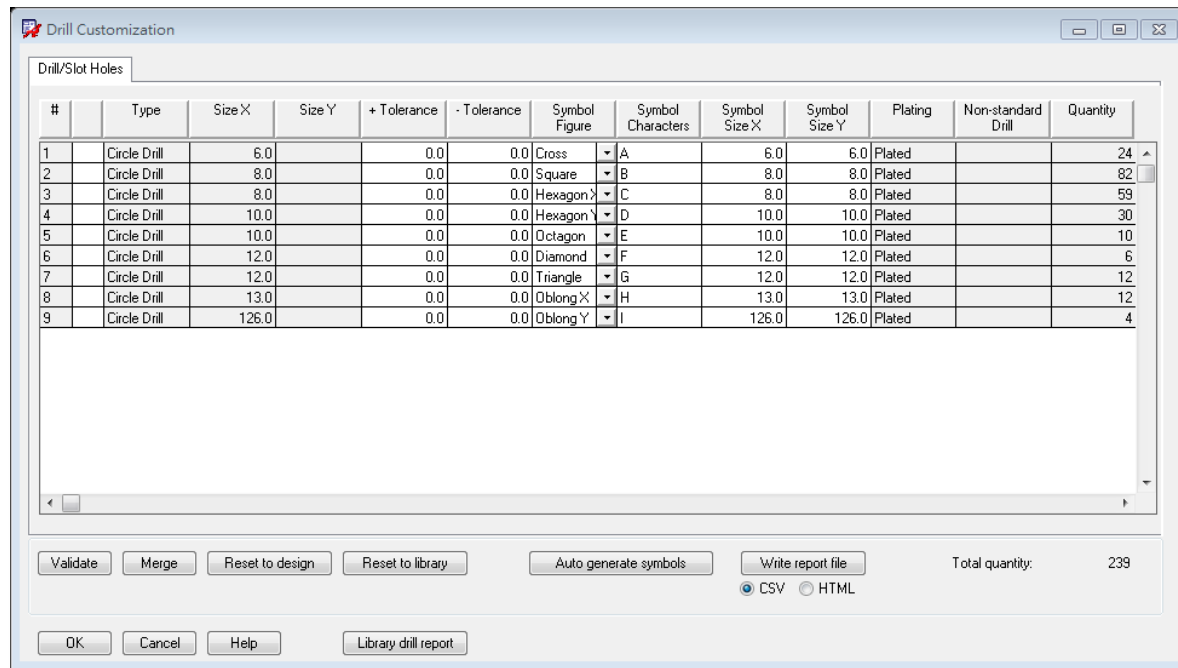 Drill Customization
Drill/Slot Holes
# Type Size X Size Y + Tolerance - Tolerance Symbol Figure Symbol Characters Symbol Size X Symbol Size Y Plating Non-standard Drill Quantity
1 Circle Drill 6.0 0.0 0.0 Cross A 6.0 6.0 Plated 24
2 Circle Drill 8.0 0.0 0.0 Square B 8.0 8.0 Plated 82
3 Circle Drill 8.0 0.0 0.0 Hexagon X C 8.0 8.0 Plated 59
4 Circle Drill 10.0 0.0 0.0 Hexagon Y D 10.0 10.0 Plated 30
5 Circle Drill 10.0 0.0 0.0 Octagon E 10.0 10.0 Plated 10
6 Circle Drill 12.0 0.0 0.0 Diamond F 12.0 12.0 Plated 6
7 Circle Drill 12.0 0.0 0.0 Triangle G 12.0 12.0 Plated 12
8 Circle Drill 13.0 0.0 0.0 Oblong X H 13.0 13.0 Plated 12
9 Circle Drill 126.0 0.0 0.0 Oblong Y I 126.0 126.0 Plated 4
Validate Merge Reset to design Reset to library Auto generate symbols Write report file Total quantity: 239
CSV HTML
OK Cancel Help Library drill report